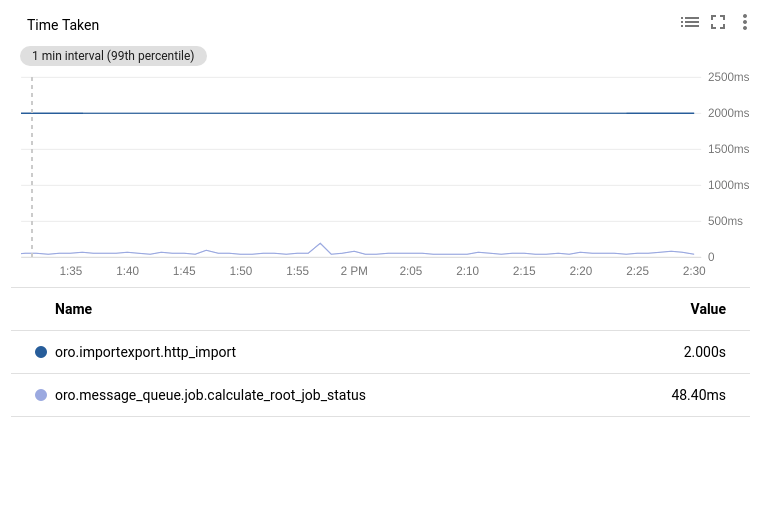 Time Taken
1 min interval (99th percentile)
2500ms
2000ms
1500ms
1000ms
500ms
0
1:35 1:40 1:45 1:50 1:55 2 PM 2:05 2:10 2:15 2:20 2:25 2:30
Name Value
oro.importexport.http_import 2.000s
oro.message_queue.job.calculate_root_job_status 48.40ms